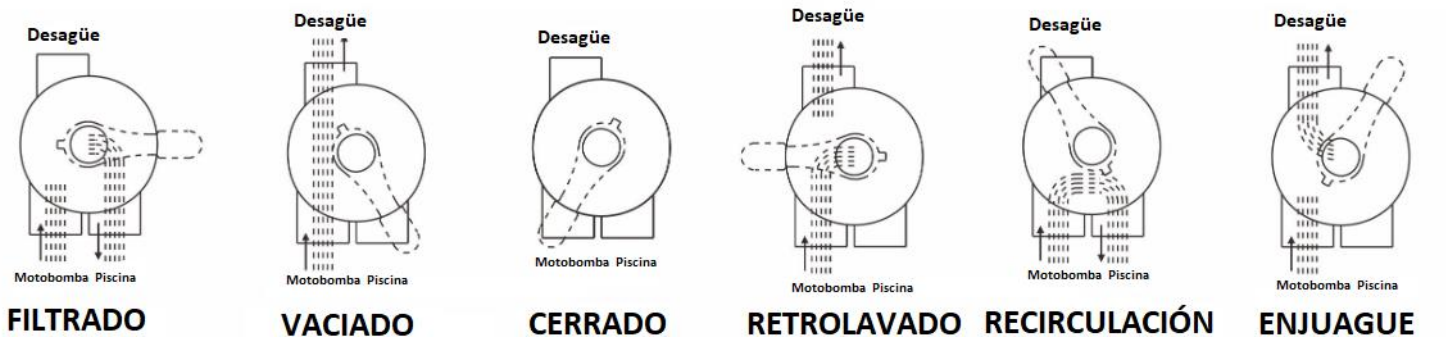 Desagüe
Motobomba Piscina
FILTRADO
Desagüe
Motobomba Piscina
VACIADO
Desagüe
Motobomba Piscina
CERRADO
Desagüe
Motobomba Piscina
RETROLAVADO
Desagüe
Motobomba Piscina
RECIRCULACIÓN
Desagüe
Motobomba Piscina
ENJUAGUE